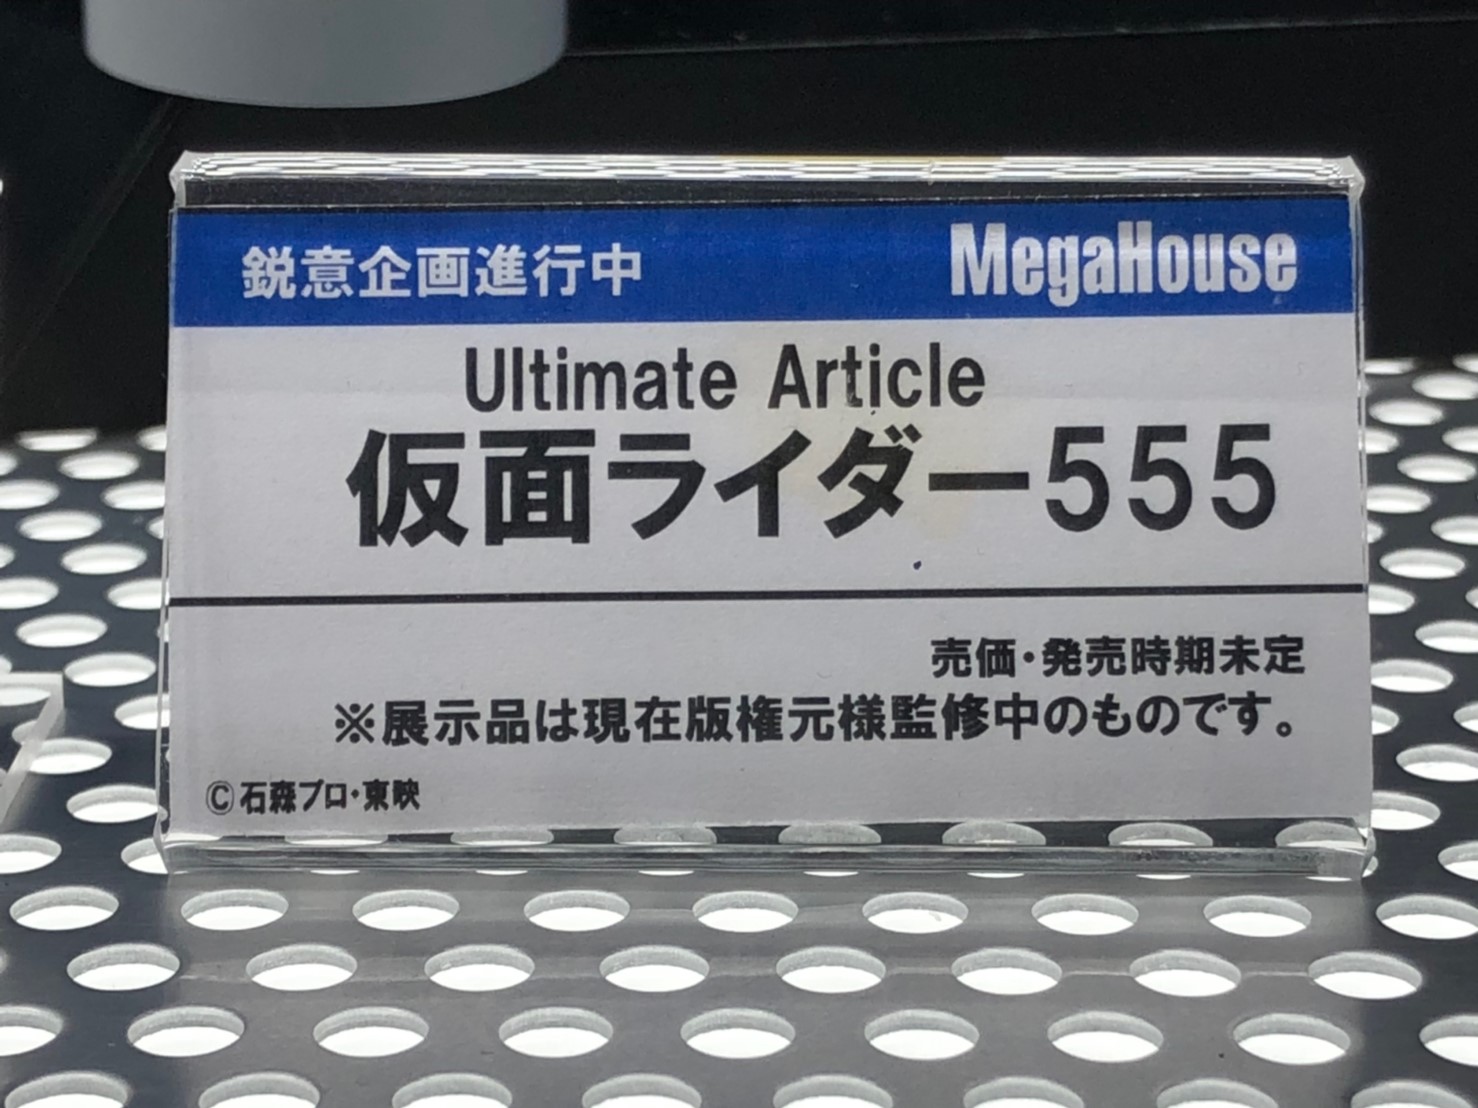 鋭意企画進行中 MegaHouse
Ultimate Article
仮面ライダー555
売価・発売時期未定
※展示品は現在版権元様監修中のものです。
©石森プロ・東映